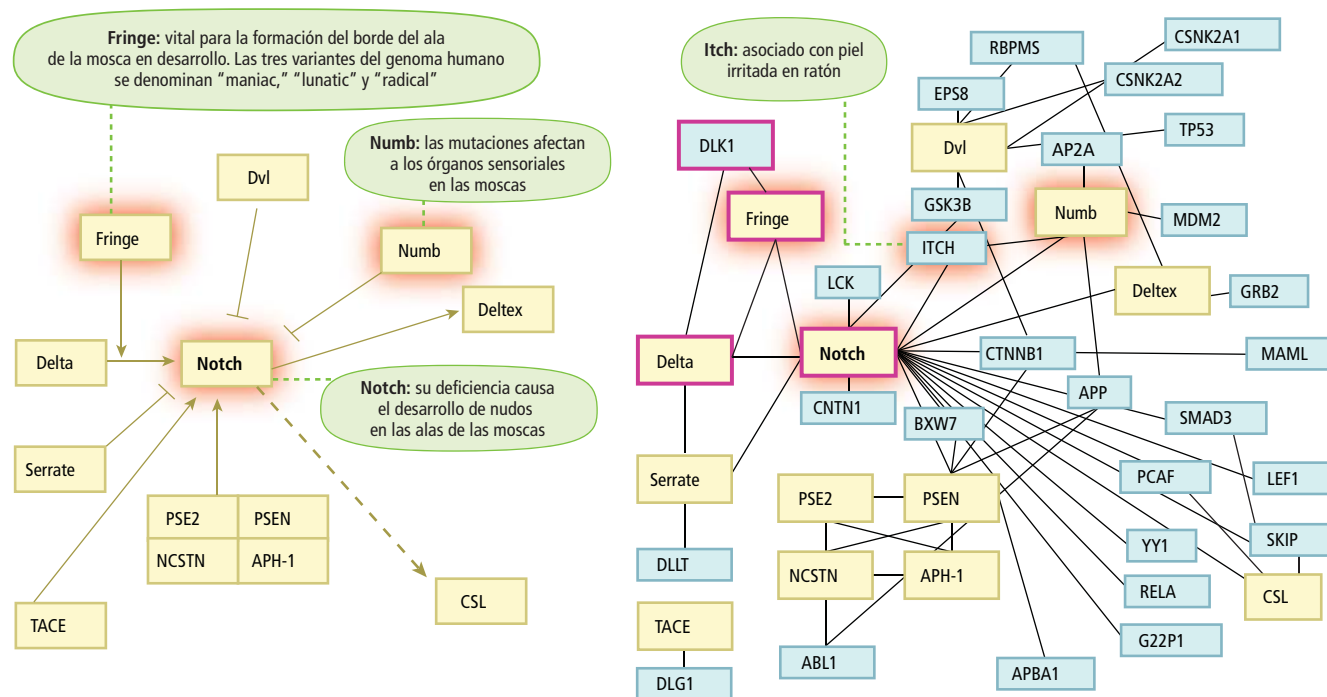 Fringe: vital para la formación del borde del ala
de la mosca en desarrollo. Las tres variantes del genoma humano
se denominan “maniac,” “lunatic” y “radical”
Dvl
Numb: las mutaciones afectan
a los órganos sensoriales
en las moscas
Fringe
Numb
Deltex
Delta
Notch
Notch: su deficiencia causa
el desarrollo de nudos
en las alas de las moscas
Serrate
PSE2
PSEN
NCSTN
APH-1
CSL
TACE
Itch: asociado con piel
irritada en ratón
RBPMS
CSNK2A1
CSNK2A2
EPS8
TP53
DLK1
Dvl
AP2A
GSK3B
Numb
MDM2
Fringe
ITCH
LCK
Deltex
GRB2
Delta
Notch
CTNNB1
MAML
CNTN1
APP
BXW7
SMAD3
Serrate
PSE2
PSEN
PCAF
LEF1
YY1
SKIP
DLLT
NCSTN
APH-1
RELA
CSL
TACE
G22P1
DLG1
ABL1
APBA1